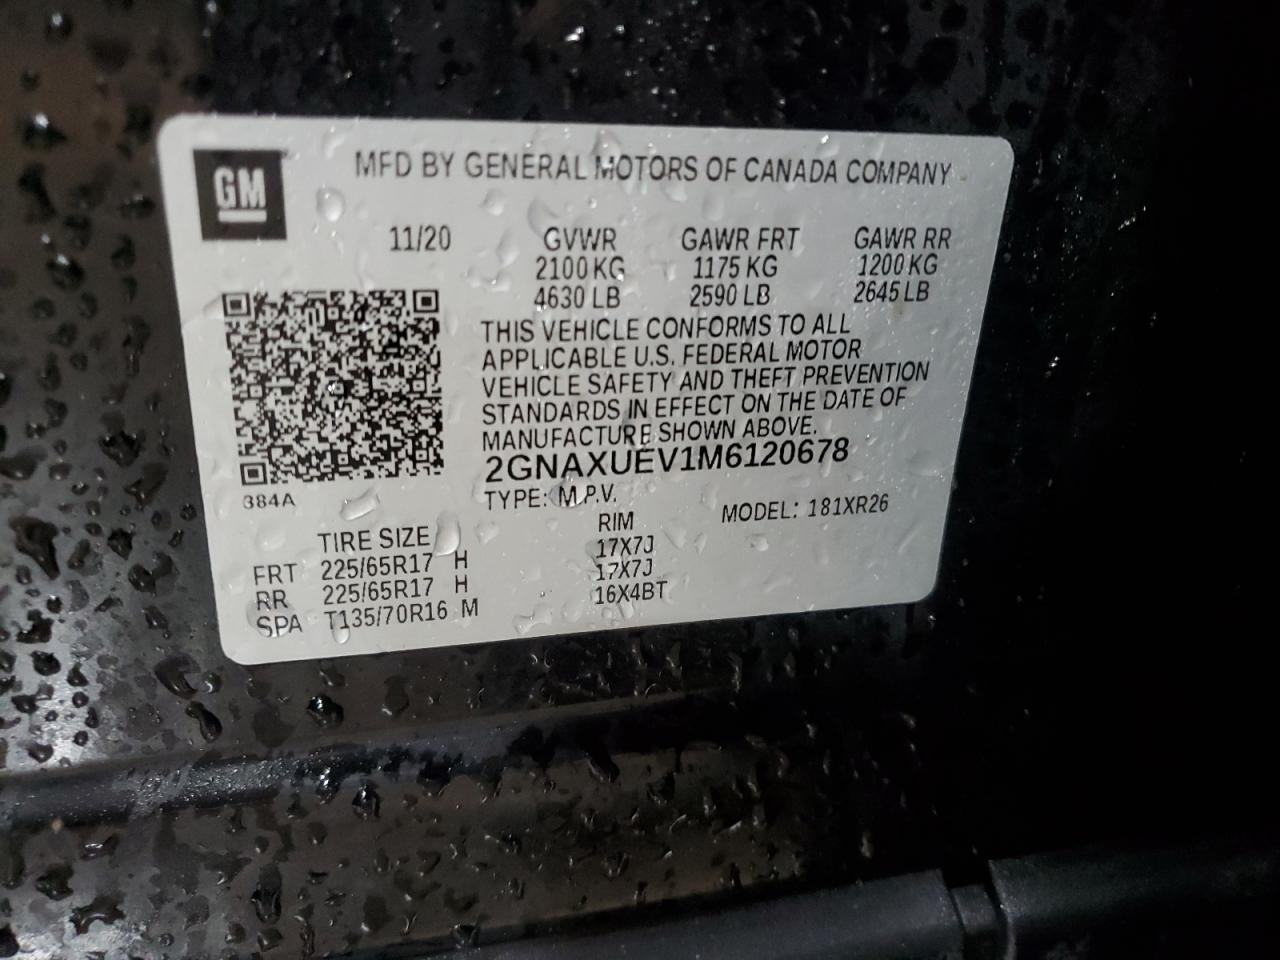 GM
MFD BY GENERAL MOTORS OF CANADA COMPANY
11/20 GVWR GAWR FRT GAWR RR
2100 KG 1175 KG 1200 KG
4630 LB 2590 LB 2645 LB
THIS VEHICLE CONFORMS TO ALL
APPLICABLE U.S. FEDERAL MOTOR
VEHICLE SAFETY AND THEFT PREVENTION
STANDARDS IN EFFECT ON THE DATE OF
MANUFACTURE SHOWN ABOVE.
2GNAXUEV1M6120678
384A
TYPE: M.P.V. MODEL: 181XR26
TIRE SIZE RIM
FRT 225/65R17 H 17X7J
RR 225/65R17 H 17X7J
SPA T135/70R16 M 16X4BT